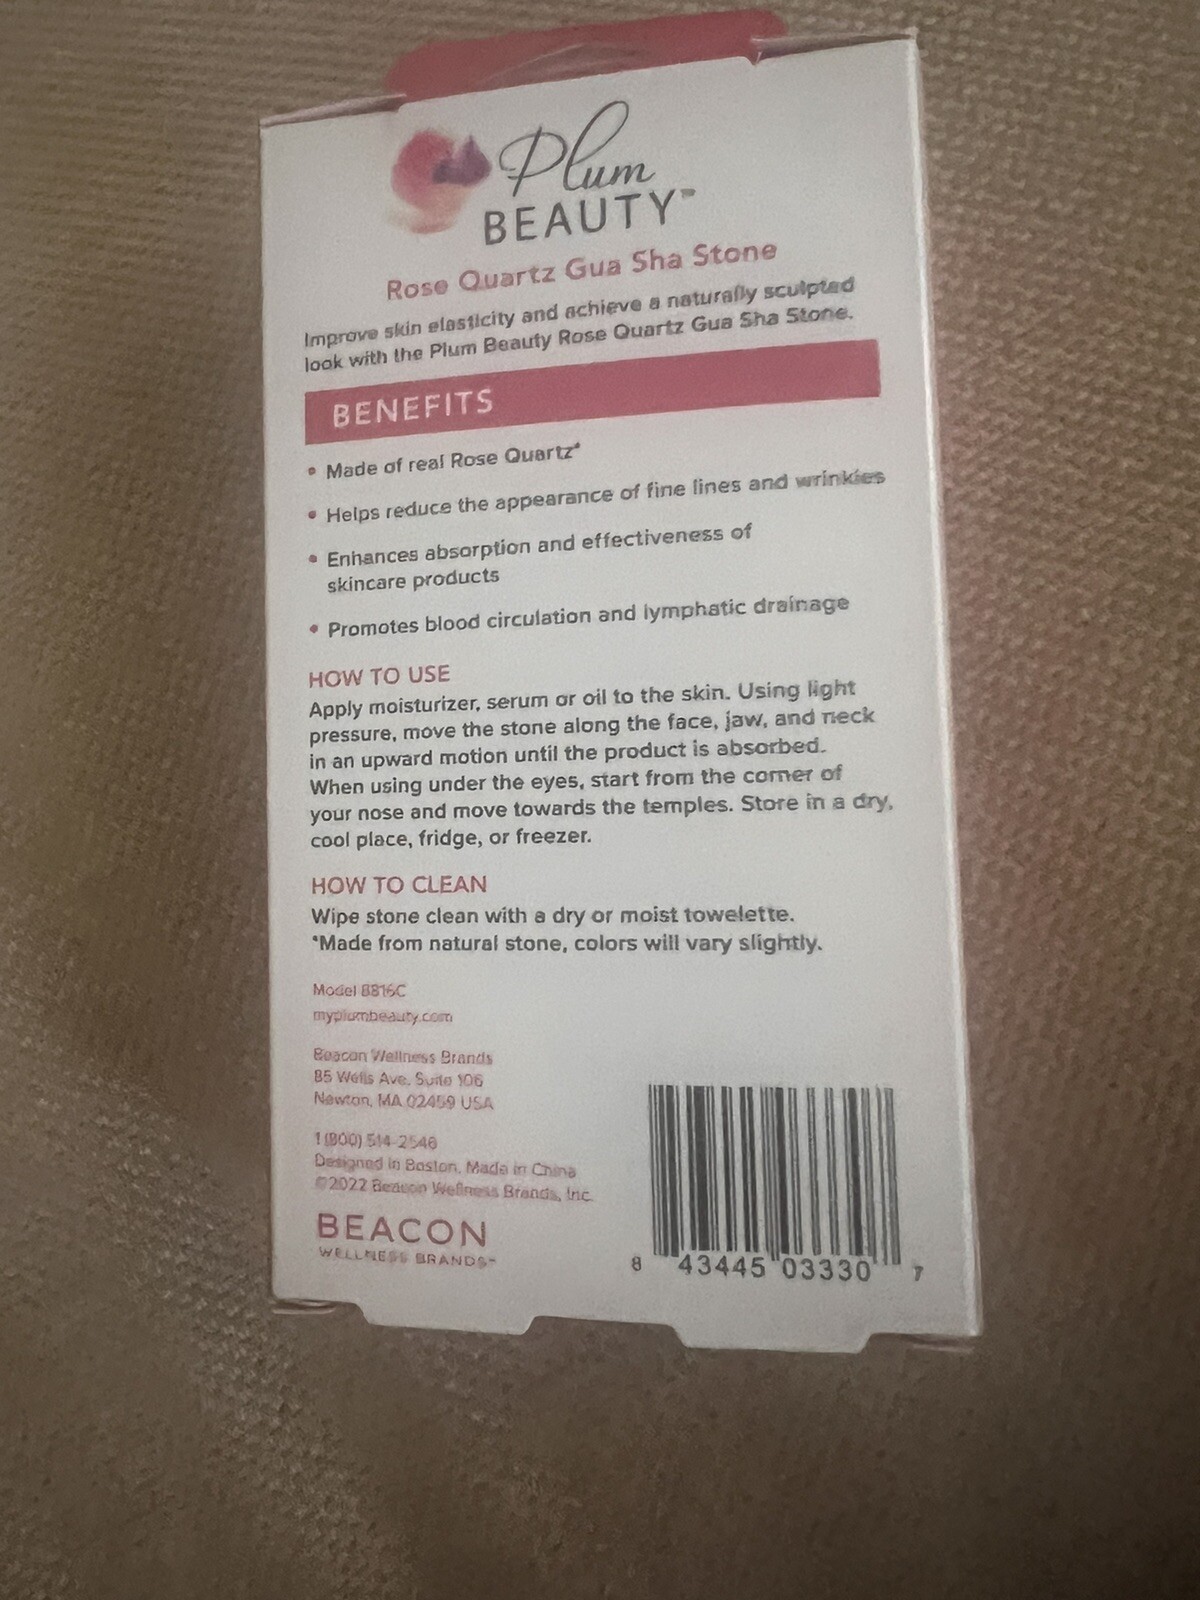 Plum
BEAUTY™
Rose Quartz Gua Sha Stone
Improve skin elasticity and achieve a naturally sculpted
look with the Plum Beauty Rose Quartz Gua Sha Stone.
BENEFITS
• Made of real Rose Quartz*
• Helps reduce the appearance of fine lines and wrinkles
• Enhances absorption and effectiveness of
skincare products
• Promotes blood circulation and lymphatic drainage
HOW TO USE
Apply moisturizer, serum or oil to the skin. Using light
pressure, move the stone along the face, jaw, and neck
in an upward motion until the product is absorbed.
When using under the eyes, start from the corner of
your nose and move towards the temples. Store in a dry,
cool place, fridge, or freezer.
HOW TO CLEAN
Wipe stone clean with a dry or moist towelette.
*Made from natural stone, colors will vary slightly.
Model 8816C
myplumbeauty.com
Beacon Wellness Brands
85 Wells Ave. Suite 106
Newton, MA 02459 USA
1 (800) 514-2546
Designed in Boston. Made in China
©2022 Beacon Wellness Brands, Inc.
BEACON
WELLNESS BRANDS™
8 43445 03330 7